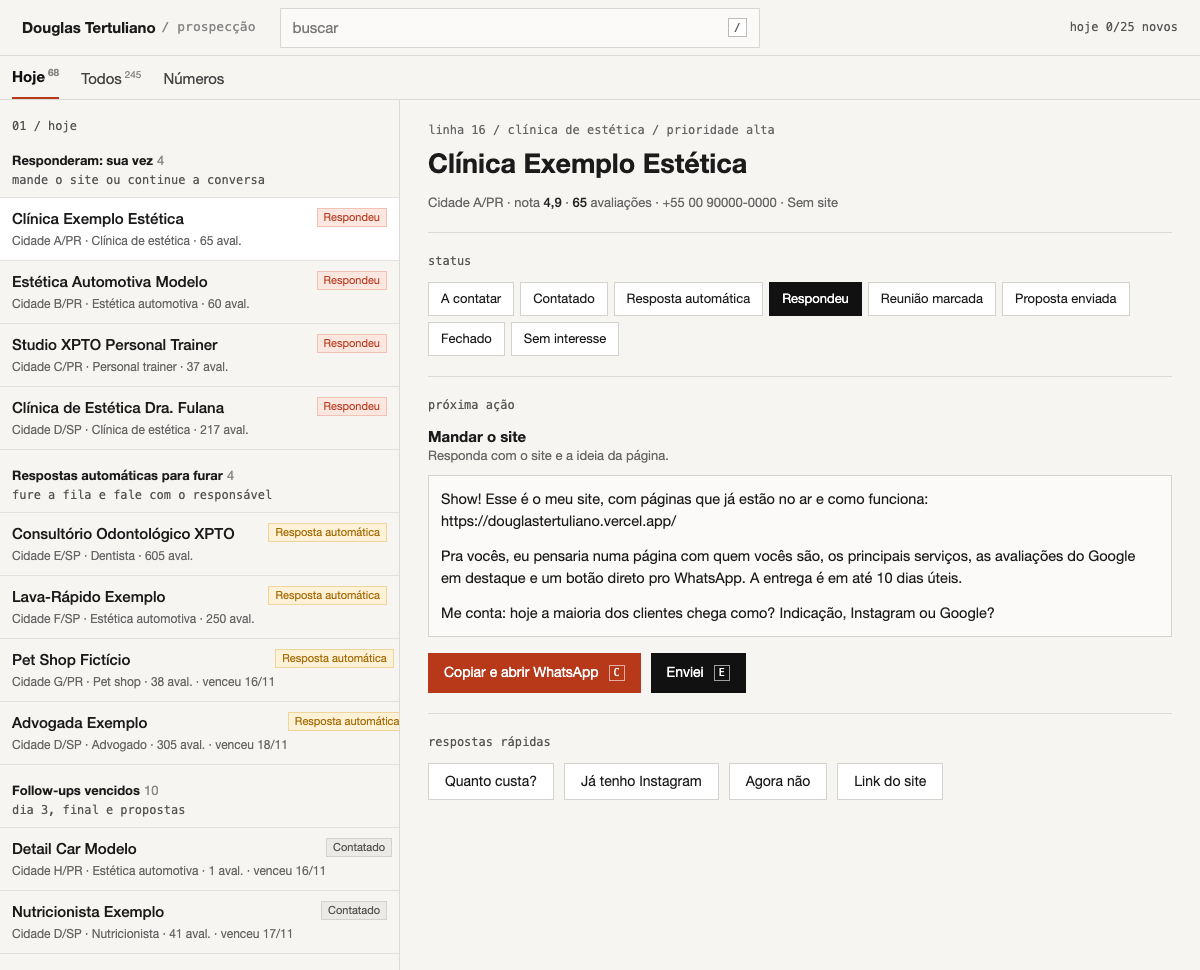 Douglas Tertuliano / prospecção
buscar /
hoje 0/25 novos
Hoje 68
Todos 245
Números
01 / hoje
Responderam: sua vez 4
mande o site ou continue a conversa
Clínica Exemplo Estética Respondeu
Cidade A/PR · Clínica de estética · 65 aval.
Estética Automotiva Modelo Respondeu
Cidade B/PR · Estética automotiva · 60 aval.
Studio XPTO Personal Trainer Respondeu
Cidade C/PR · Personal trainer · 37 aval.
Clínica de Estética Dra. Fulana Respondeu
Cidade D/SP · Clínica de estética · 217 aval.
Respostas automáticas para furar 4
fure a fila e fale com o responsável
Consultório Odontológico XPTO Resposta automática
Cidade E/SP · Dentista · 605 aval.
Lava-Rápido Exemplo Resposta automática
Cidade F/SP · Estética automotiva · 250 aval.
Pet Shop Fictício Resposta automática
Cidade G/PR · Pet shop · 38 aval. · venceu 16/11
Advogada Exemplo Resposta automática
Cidade D/SP · Advogado · 305 aval. · venceu 18/11
Follow-ups vencidos 10
dia 3, final e propostas
Detail Car Modelo Contatado
Cidade H/PR · Estética automotiva · 1 aval. · venceu 16/11
Nutricionista Exemplo Contatado
Cidade D/SP · Nutricionista · 41 aval. · venceu 17/11
linha 16 / clínica de estética / prioridade alta
Clínica Exemplo Estética
Cidade A/PR · nota 4,9 · 65 avaliações · +55 00 90000-0000 · Sem site
status
A contatar Contatado Resposta automática Respondeu Reunião marcada Proposta enviada
Fechado Sem interesse
próxima ação
Mandar o site
Responda com o site e a ideia da página.
Show! Esse é o meu site, com páginas que já estão no ar e como funciona:
https://douglastertuliano.vercel.app/
Pra vocês, eu pensaria numa página com quem vocês são, os principais serviços, as avaliações do Google
em destaque e um botão direto pro WhatsApp. A entrega é em até 10 dias úteis.
Me conta: hoje a maioria dos clientes chega como? Indicação, Instagram ou Google?
Copiar e abrir WhatsApp C Enviei E
respostas rápidas
Quanto custa? Já tenho Instagram Agora não Link do site